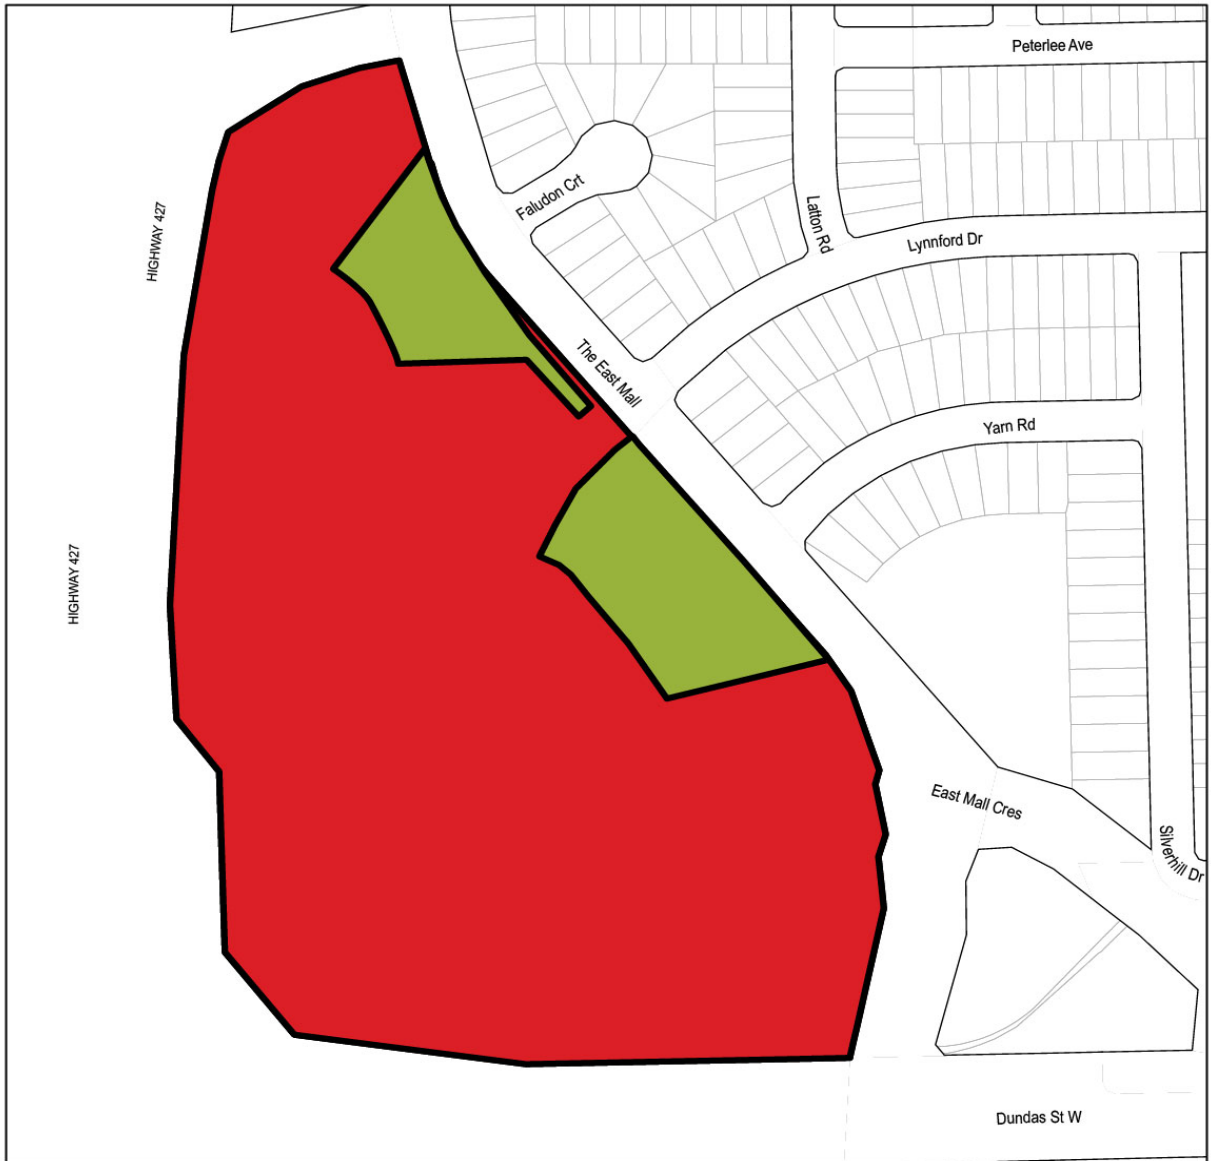 Peterlee Ave
Faludon Crt
Latton Rd
HIGHWAY 427
Lynnford Dr
The East Mall
Yarn Rd
HIGHWAY 427
East Mall Cres
Silverhill Dr
Dundas St W